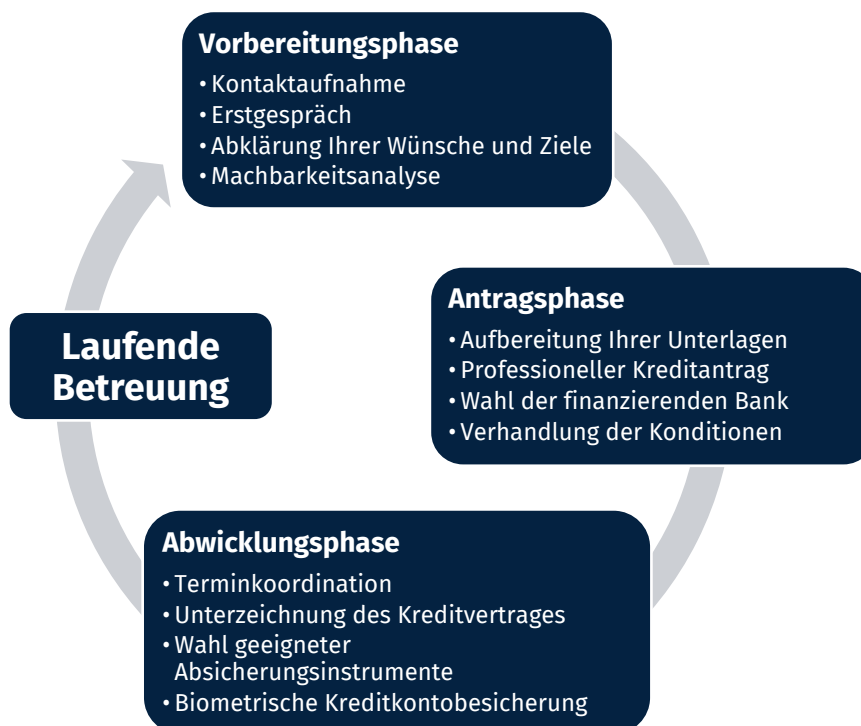 Vorbereitungsphase
• Kontaktaufnahme
• Erstgespräch
• Abklärung Ihrer Wünsche und Ziele
• Machbarkeitsanalyse
Antragsphase
• Aufbereitung Ihrer Unterlagen
• Professioneller Kreditantrag
• Wahl der finanzierenden Bank
• Verhandlung der Konditionen
Abwicklungsphase
• Terminkoordination
• Unterzeichnung des Kreditvertrages
• Wahl geeigneter
Absicherungsinstrumente
• Biometrische Kreditkontobesicherung
Laufende
Betreuung